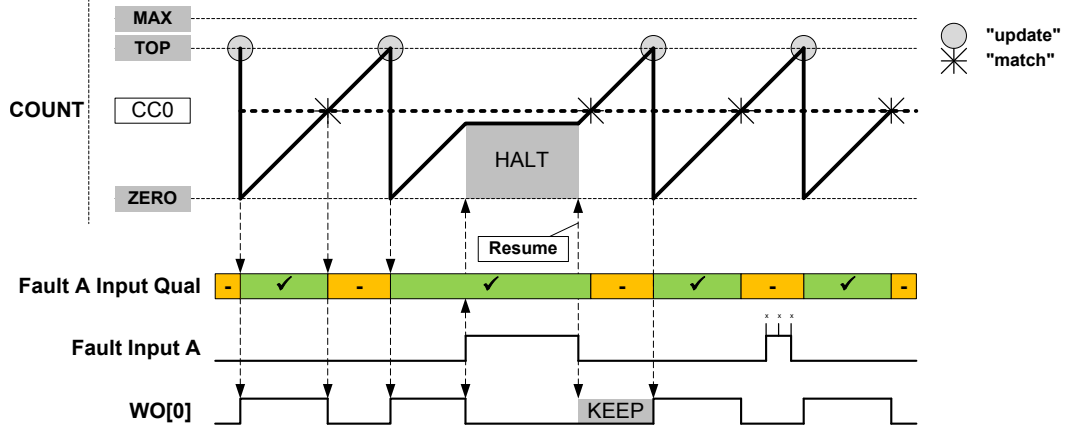 MAX
TOP
"update"
"match"
COUNT
CC0
HALT
ZERO
Resume
Fault A Input Qual
- ✓ - ✓ - ✓ - ✓ -
x x x
Fault Input A
WO[0]
KEEP